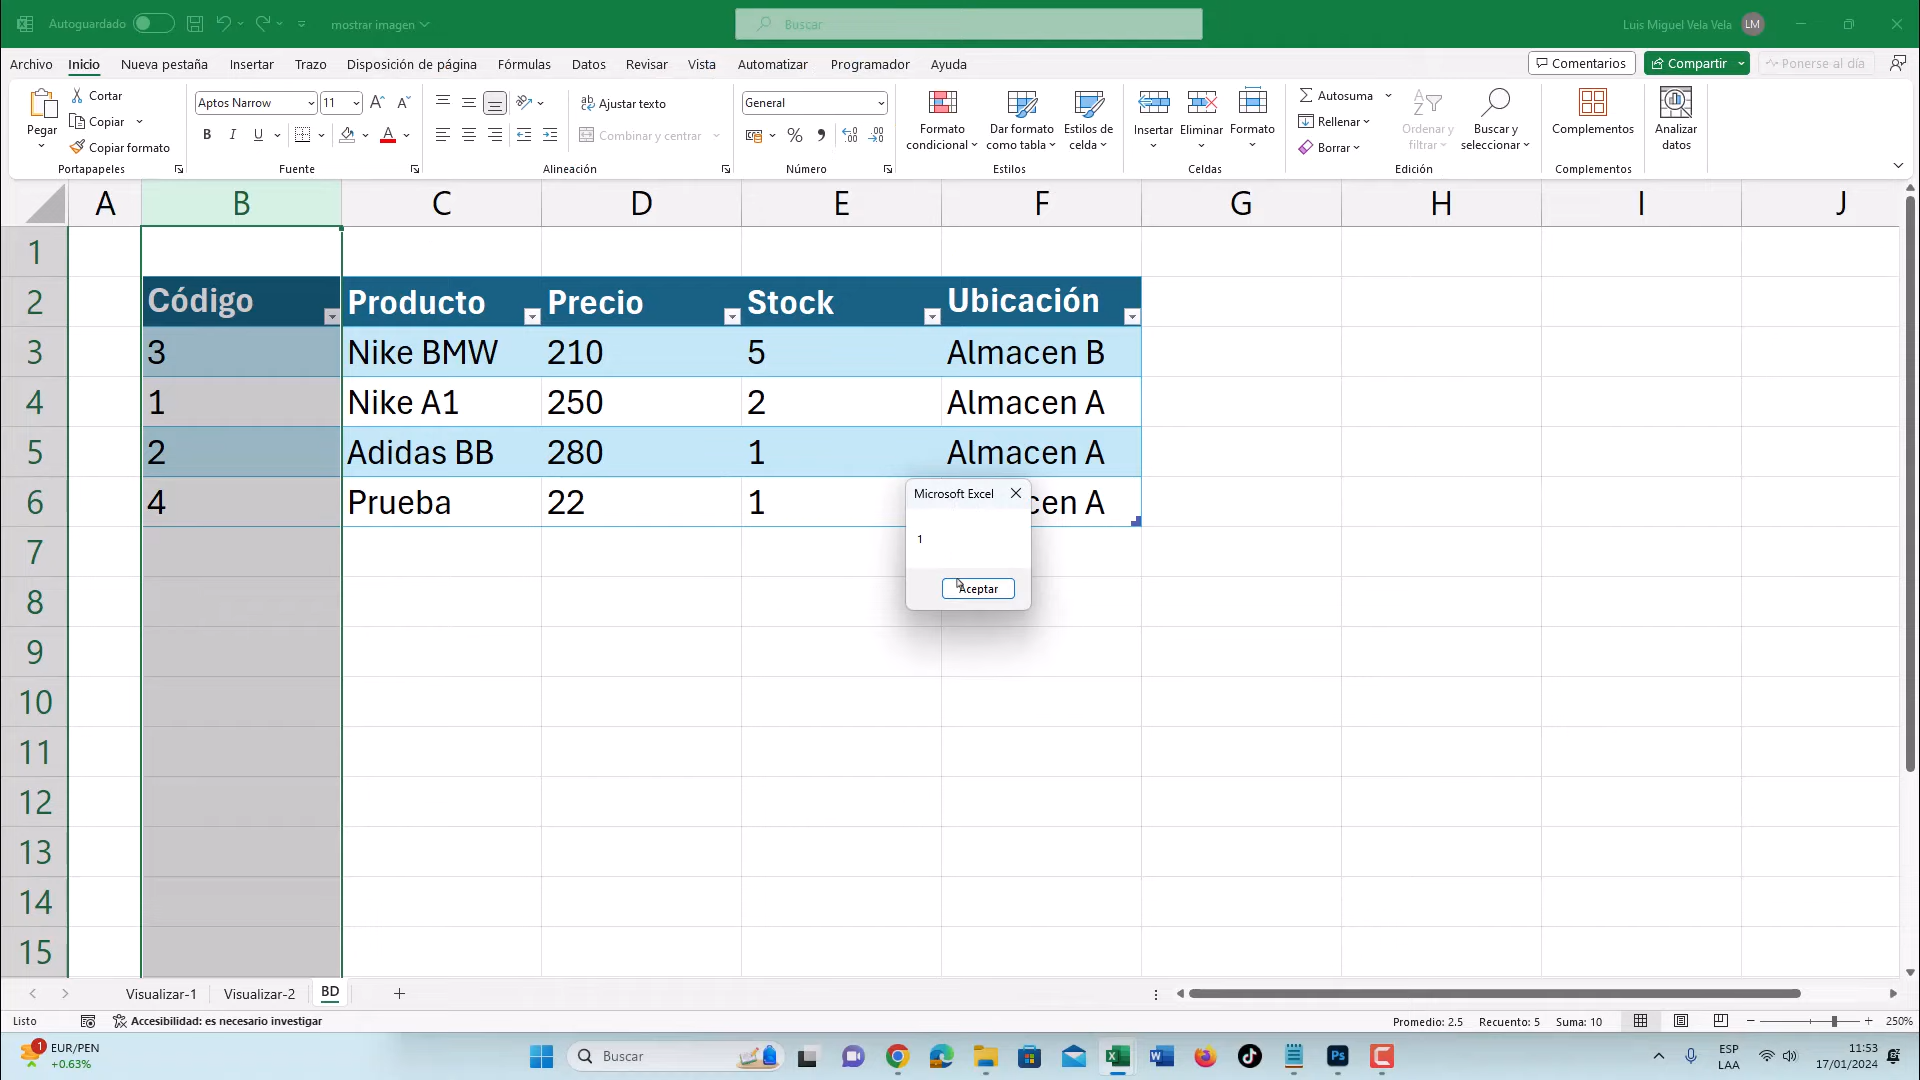 Autoguardado mostrar imagen Buscar Luis Miguel Vela Vela LM
Archivo Inicio Nueva pestaña Insertar Trazo Disposición de página Fórmulas Datos Revisar Vista Automatizar Programador Ayuda Comentarios Compartir Ponerse al día
Pegar Cortar Copiar Copiar formato Portapapeles
Aptos Narrow 11 N K S Fuente
Ajustar texto Combinar y centrar Alineación
General % Número
Formato condicional Dar formato como tabla Estilos de celda Estilos
Insertar Eliminar Formato Celdas
Autosuma Rellenar Borrar Ordenar y filtrar Buscar y seleccionar Edición
Complementos Complementos
Analizar datos
A B C D E F G H I J
1
2 Código Producto Precio Stock Ubicación
3 3 Nike BMW 210 5 Almacen B
4 1 Nike A1 250 2 Almacen A
5 2 Adidas BB 280 1 Almacen A
6 4 Prueba 22 1 cen A
7
8
9
10
11
12
13
14
15
Microsoft Excel
1
Aceptar
Visualizar-1 Visualizar-2 BD
Listo Accesibilidad: es necesario investigar Promedio: 2.5 Recuento: 5 Suma: 10 250%
1 EUR/PEN
+0.63%
Buscar
ESP
LAA
11:53
17/01/2024